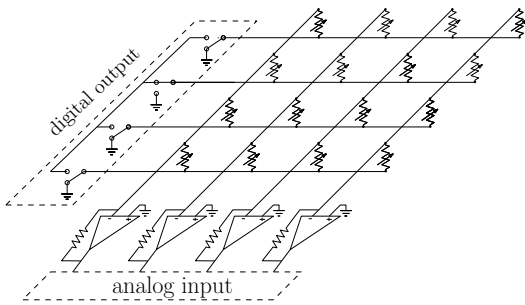 digital output
- +
- +
- +
- +
analog input